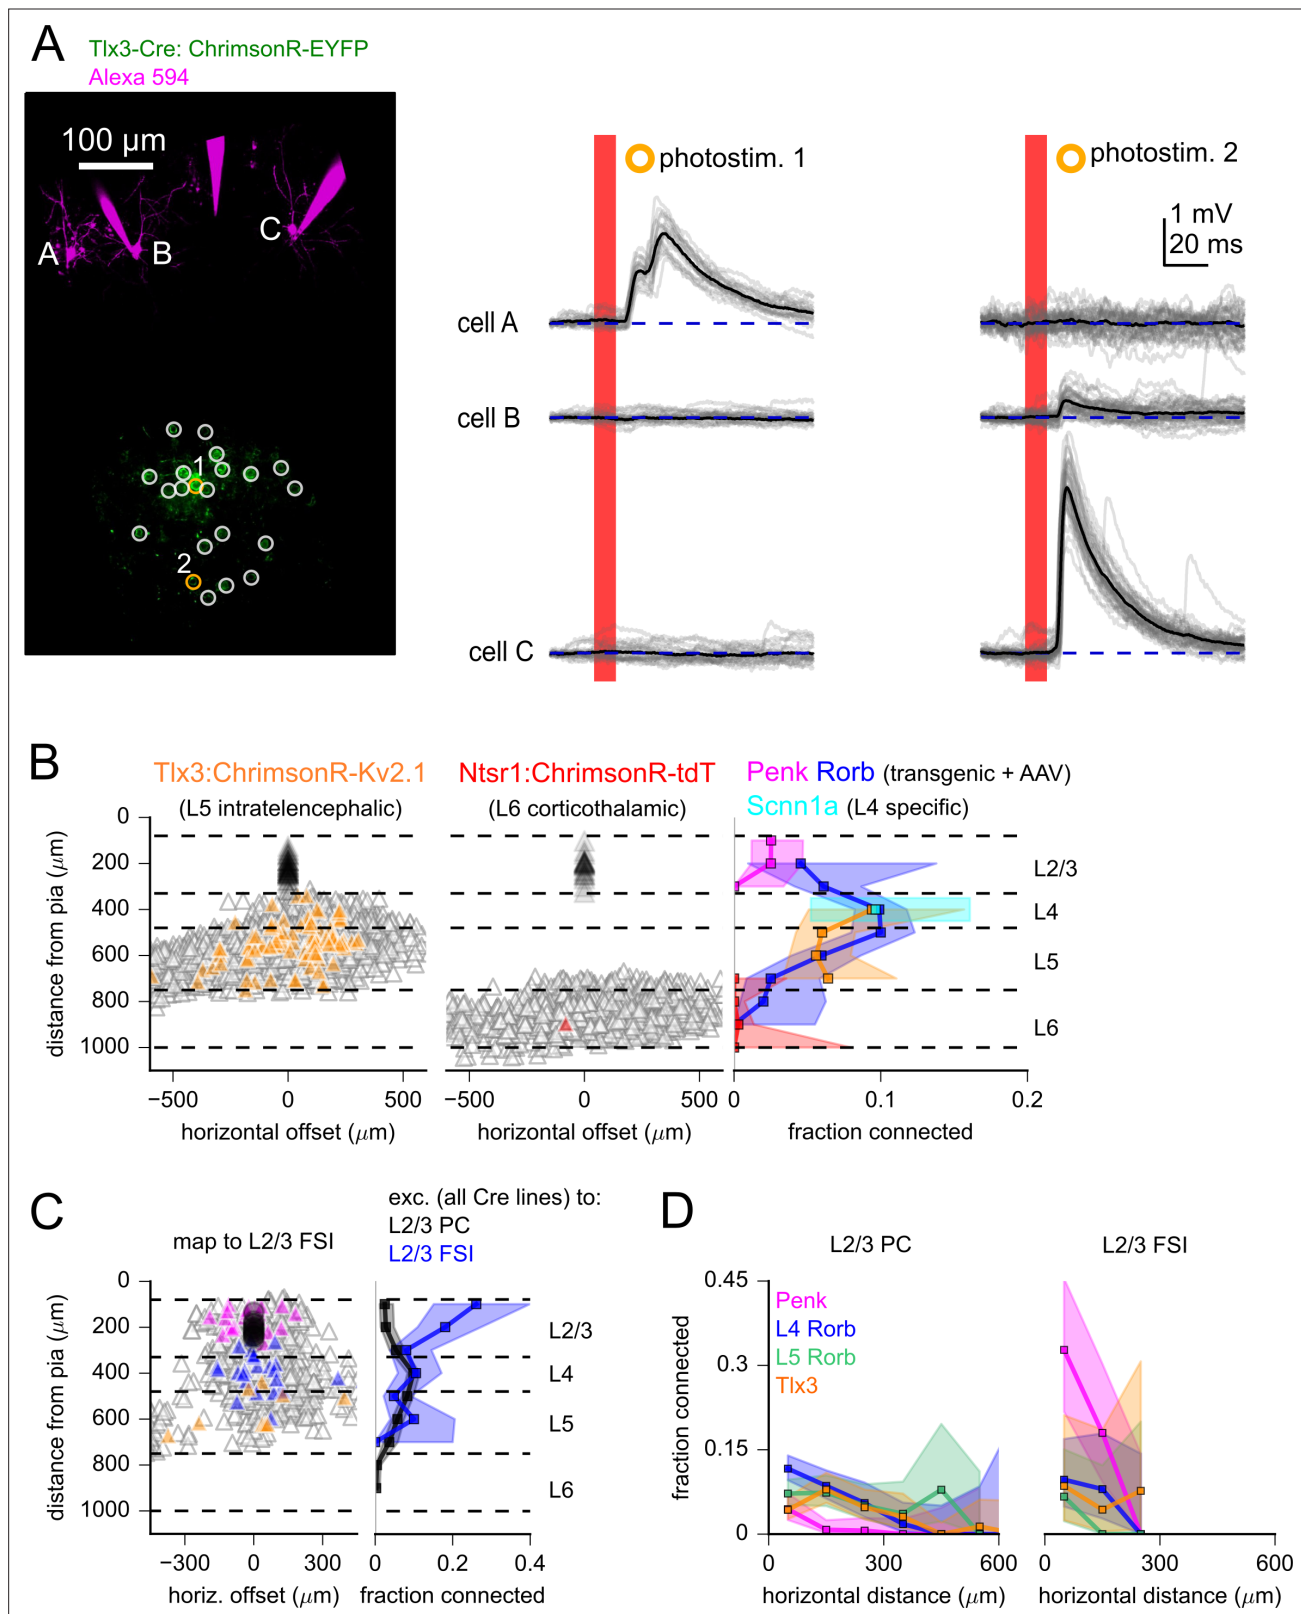 A
Tlx3-Cre: ChrimsonR-EYFP
Alexa 594
100 µm
A
B
C
1
2
photostim. 1
photostim. 2
1 mV
20 ms
cell A
cell B
cell C
B
Tlx3:ChrimsonR-Kv2.1
(L5 intratelencephalic)
Ntsr1:ChrimsonR-tdT
(L6 corticothalamic)
Penk Rorb (transgenic + AAV)
Scnn1a (L4 specific)
distance from pia (µm)
0
200
400
600
800
1000
−500
0
500
horizontal offset (µm)
−500
0
500
horizontal offset (µm)
L2/3
L4
L5
L6
0
0.1
0.2
fraction connected
C
map to L2/3 FSI
exc. (all Cre lines) to:
L2/3 PC
L2/3 FSI
distance from pia (µm)
0
200
400
600
800
1000
−300
0
300
horiz. offset (µm)
L2/3
L4
L5
L6
0
0.2
0.4
fraction connected
D
L2/3 PC
L2/3 FSI
Penk
L4 Rorb
L5 Rorb
Tlx3
fraction connected
0.45
0.3
0.15
0
0
300
600
horizontal distance (µm)
0
300
600
horizontal distance (µm)